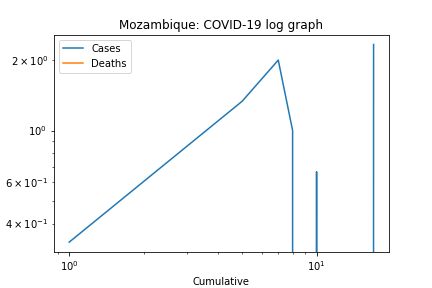 Mozambique: COVID-19 log graph
Cases
Deaths
2 × 10⁰
10⁰
6 × 10⁻¹
4 × 10⁻¹
10⁰
10¹
Cumulative